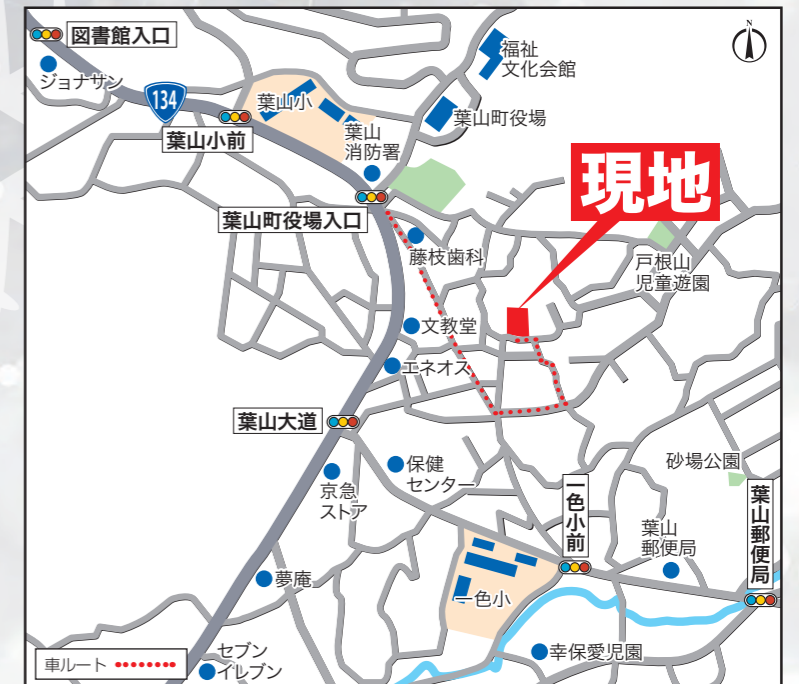 図書館入口
ジョナサン
134
葉山小前
葉山小
葉山
消防署
福祉
文化会館
葉山町役場
N
葉山町役場入口
現地
藤枝歯科
戸根山
児童遊園
文教堂
エネオス
葉山大道
保健
センター
京急
ストア
砂場公園
一色小前
葉山
郵便局
葉山郵便局
夢庵
一色小
幸保愛児園
セブン
イレブン
車ルート